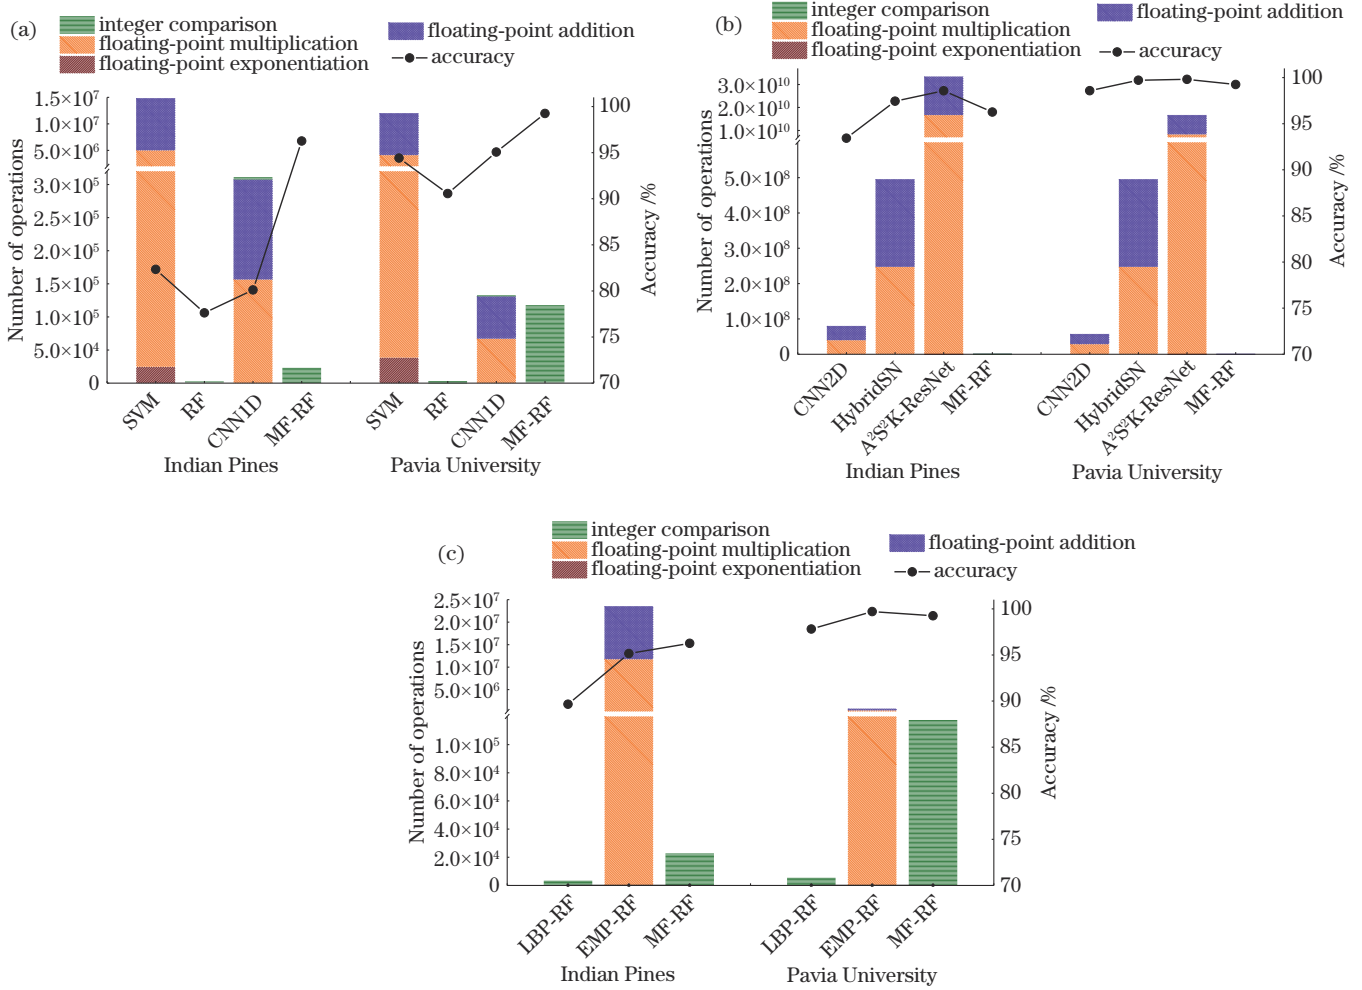 (a)
integer comparison
floating-point multiplication
floating-point exponentiation
floating-point addition
accuracy
Number of operations
1.5×10⁷
1.0×10⁷
5.0×10⁶
3.0×10⁵
2.5×10⁵
2.0×10⁵
1.5×10⁵
1.0×10⁵
5.0×10⁴
0
100
95
90
85
80
75
70
Accuracy /%
SVM
RF
CNN1D
MF-RF
SVM
RF
CNN1D
MF-RF
Indian Pines
Pavia University
(b)
integer comparison
floating-point multiplication
floating-point exponentiation
floating-point addition
accuracy
Number of operations
3.0×10¹⁰
2.0×10¹⁰
1.0×10¹⁰
5.0×10⁸
4.0×10⁸
3.0×10⁸
2.0×10⁸
1.0×10⁸
0
100
95
90
85
80
75
70
Accuracy /%
CNN2D
HybridSN
A²S²K-ResNet
MF-RF
CNN2D
HybridSN
A²S²K-ResNet
MF-RF
Indian Pines
Pavia University
(c)
integer comparison
floating-point multiplication
floating-point exponentiation
floating-point addition
accuracy
Number of operations
2.5×10⁷
2.0×10⁷
1.5×10⁷
1.0×10⁷
5.0×10⁶
1.0×10⁵
8.0×10⁴
6.0×10⁴
4.0×10⁴
2.0×10⁴
0
100
95
90
85
80
75
70
Accuracy /%
LBP-RF
EMP-RF
MF-RF
LBP-RF
EMP-RF
MF-RF
Indian Pines
Pavia University